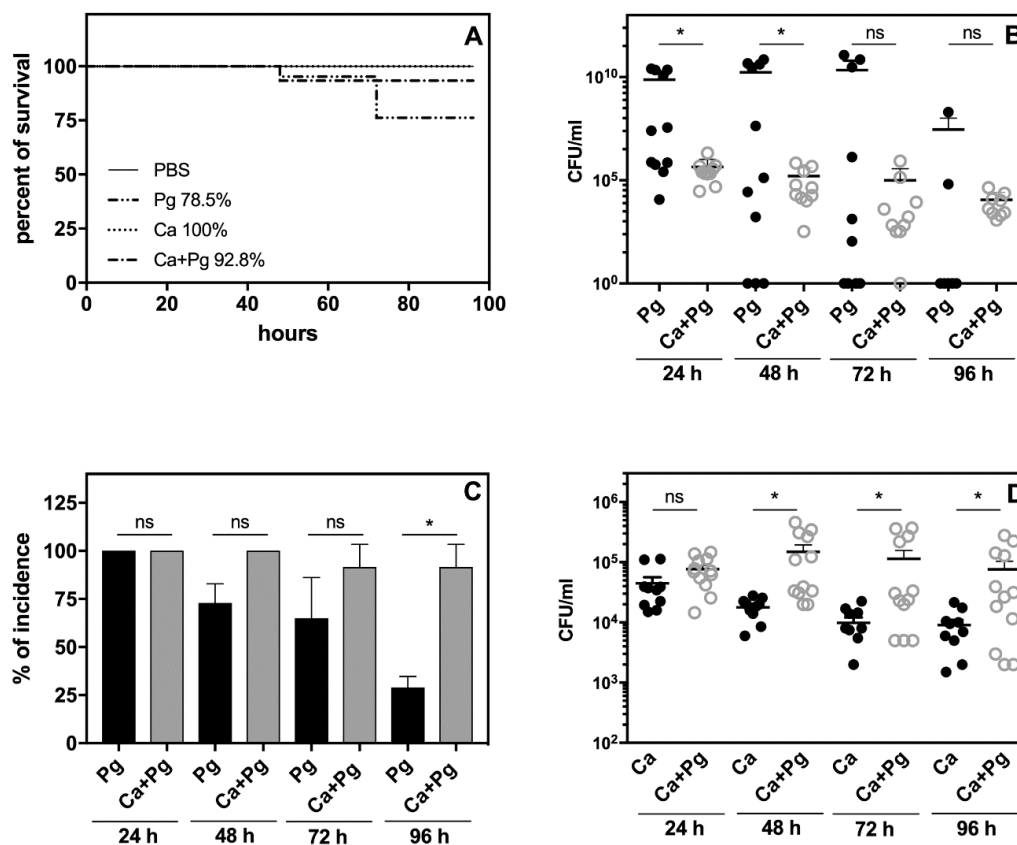 A
percent of survival
100
75
50
25
0
PBS
Pg 78.5%
Ca 100%
Ca+Pg 92.8%
0 20 40 60 80 100
hours
B
CFU/ml
10¹⁰
10⁵
10⁰
* * ns ns
Pg Ca+Pg Pg Ca+Pg Pg Ca+Pg Pg Ca+Pg
24 h 48 h 72 h 96 h
C
% of incidence
125
100
75
50
25
0
ns ns ns *
Pg Ca+Pg Pg Ca+Pg Pg Ca+Pg Pg Ca+Pg
24 h 48 h 72 h 96 h
D
CFU/ml
10⁶
10⁵
10⁴
10³
10²
ns * * *
Ca Ca+Pg Ca Ca+Pg Ca Ca+Pg Ca Ca+Pg
24 h 48 h 72 h 96 h